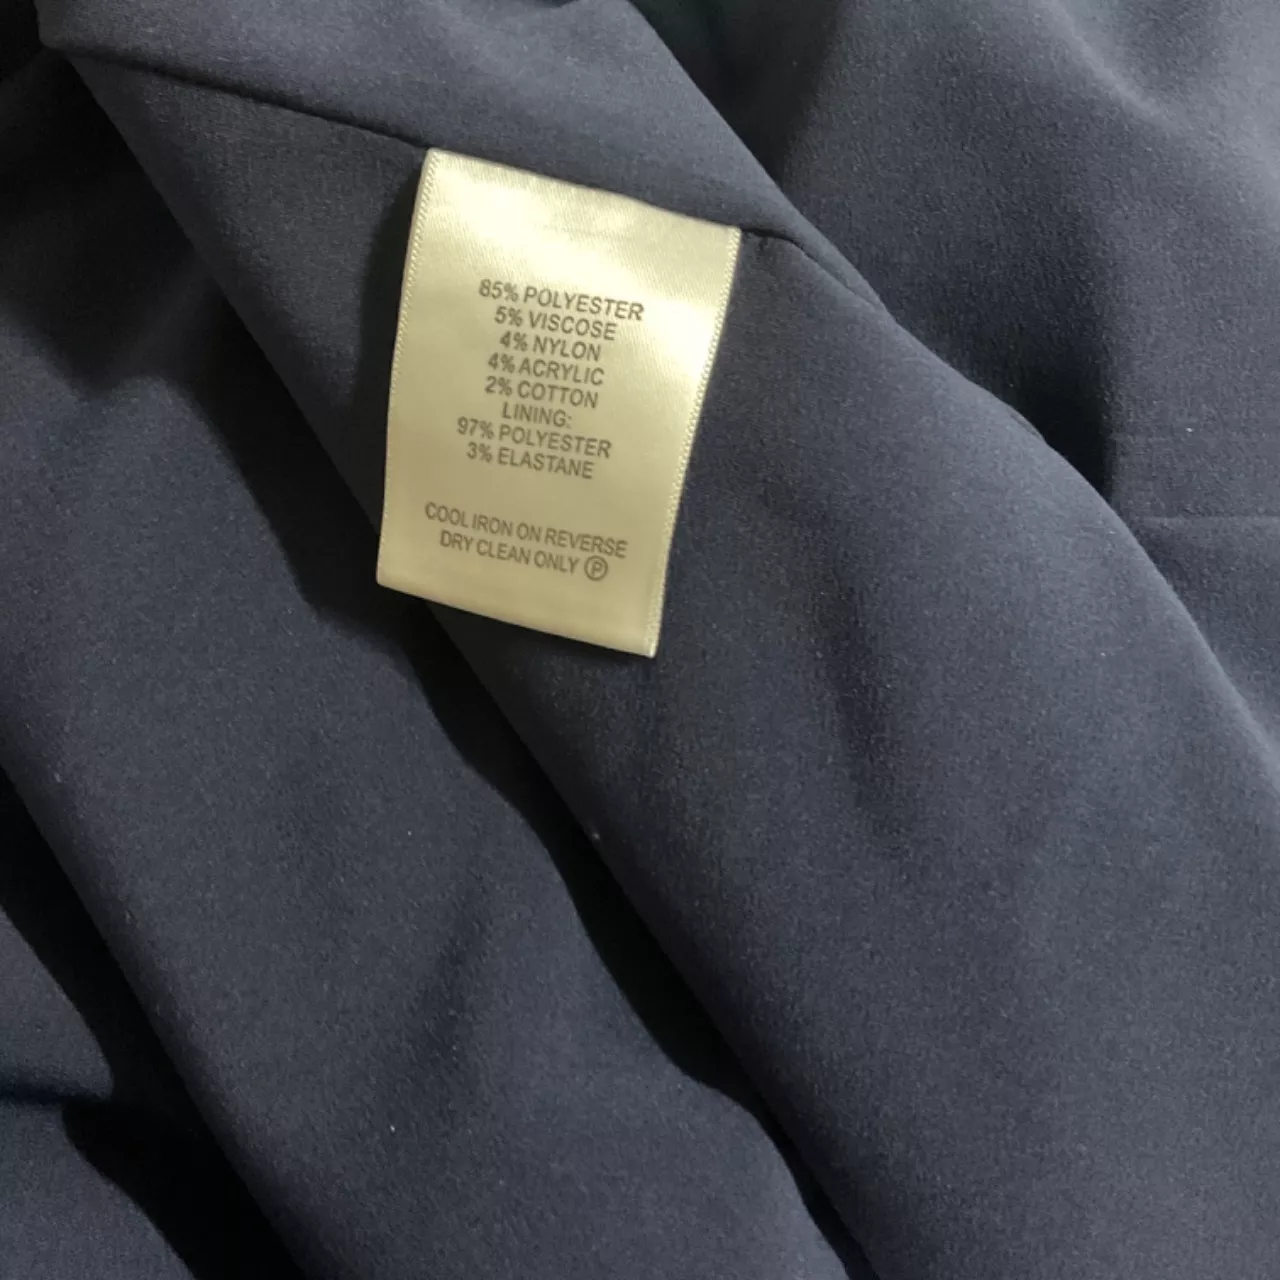 85% POLYESTER
5% VISCOSE
4% NYLON
4% ACRYLIC
2% COTTON
LINING:
97% POLYESTER
3% ELASTANE
COOL IRON ON REVERSE
DRY CLEAN ONLY Ⓟ